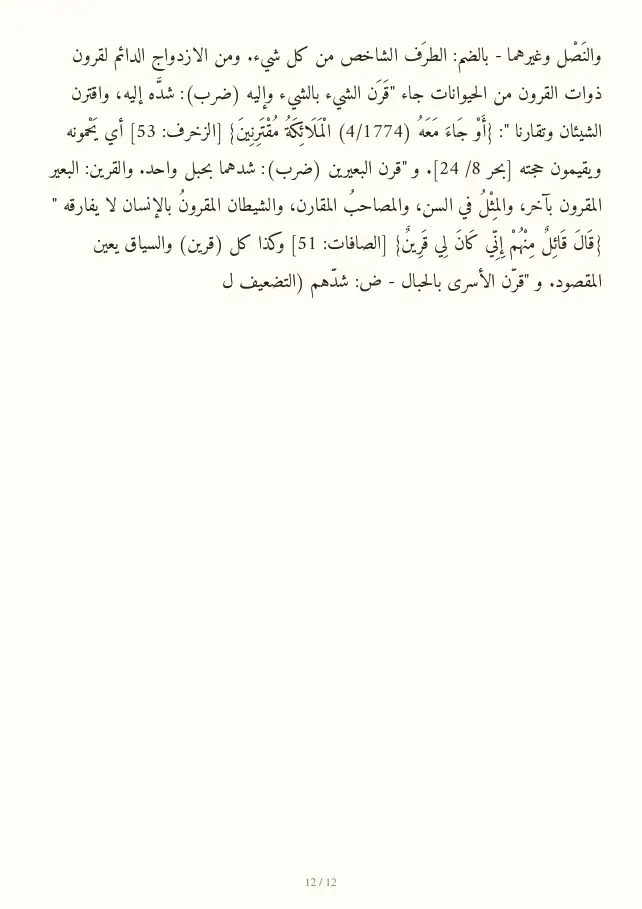 والنَصْل وغيرهما - بالضم: الطرَف الشاخص من كل شيء. ومن الازدواج الدائم لقرون
ذوات القرون من الحيوانات جاء "قَرَن الشيء بالشيء وإليه (ضرب): شدَّه إليه، واقترن
الشيئان وتقارنا ": {أَوْ جَاءَ مَعَهُ (4/1774) الْمَلَائِكَةُ مُقْتَرِنِينَ} [الزخرف: 53] أي يَحْمونه
ويقيمون حجته [بحر 8/ 24]. و "قرن البعيرين (ضرب): شدهما بحبل واحد. والقرين: البعير
المقرون بآخر، والمِثْلُ في السن، والمصاحبُ المقارن، والشيطان المقرونُ بالإنسان لا يفارقه "
{قَالَ قَائِلٌ مِنْهُمْ إِنِّي كَانَ لِي قَرِينٌ} [الصافات: 51] وكذا كل (قرين) والسياق يعين
المقصود. و "قرّن الأسرى بالحبال - ض: شدّهم (التضعيف ل
12 / 12